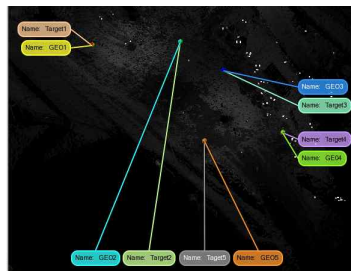 Name: Target1
Name: GEO1
Name: GEO3
Name: Target3
Name: Target4
Name: GEO4
Name: GEO2
Name: Target2
Name: Taget5
Name: GEO5